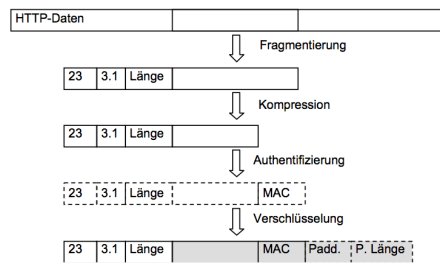 HTTP-Daten
Fragmentierung
23 3.1 Länge
Kompression
23 3.1 Länge
Authentifizierung
23 3.1 Länge MAC
Verschlüsselung
23 3.1 Länge MAC Padd. P. Länge